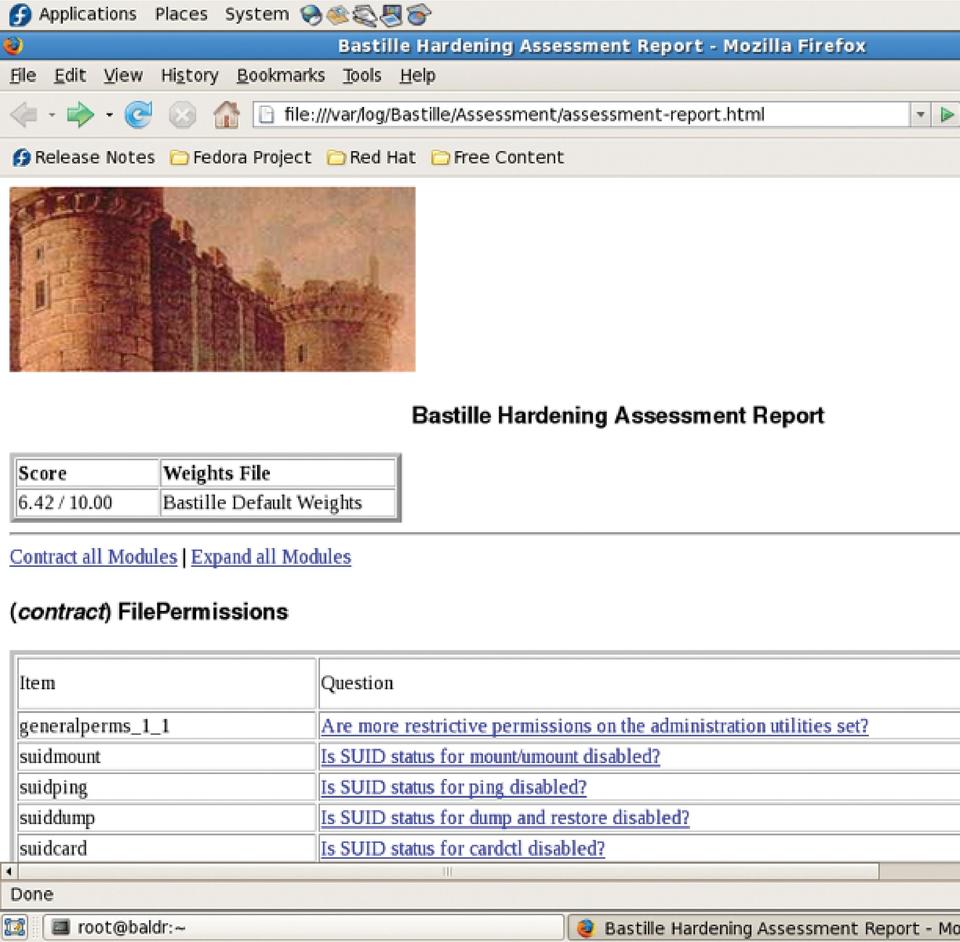 Applications Places System
Bastille Hardening Assessment Report - Mozilla Firefox
File Edit View History Bookmarks Tools Help
file:///var/log/Bastille/Assessment/assessment-report.html
Release Notes Fedora Project Red Hat Free Content
Bastille Hardening Assessment Report
Score Weights File
6.42 / 10.00 Bastille Default Weights
Contract all Modules | Expand all Modules
(contract) FilePermissions
Item Question
generalperms_1_1 Are more restrictive permissions on the administration utilities set?
suidmount Is SUID status for mount/umount disabled?
suidping Is SUID status for ping disabled?
suiddump Is SUID status for dump and restore disabled?
suidcard Is SUID status for cardctl disabled?
Done
root@baldr:~ Bastille Hardening Assessment Report - Mo